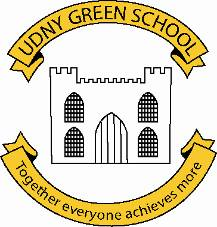 UDNY GREEN SCHOOL
Together everyone achieves more